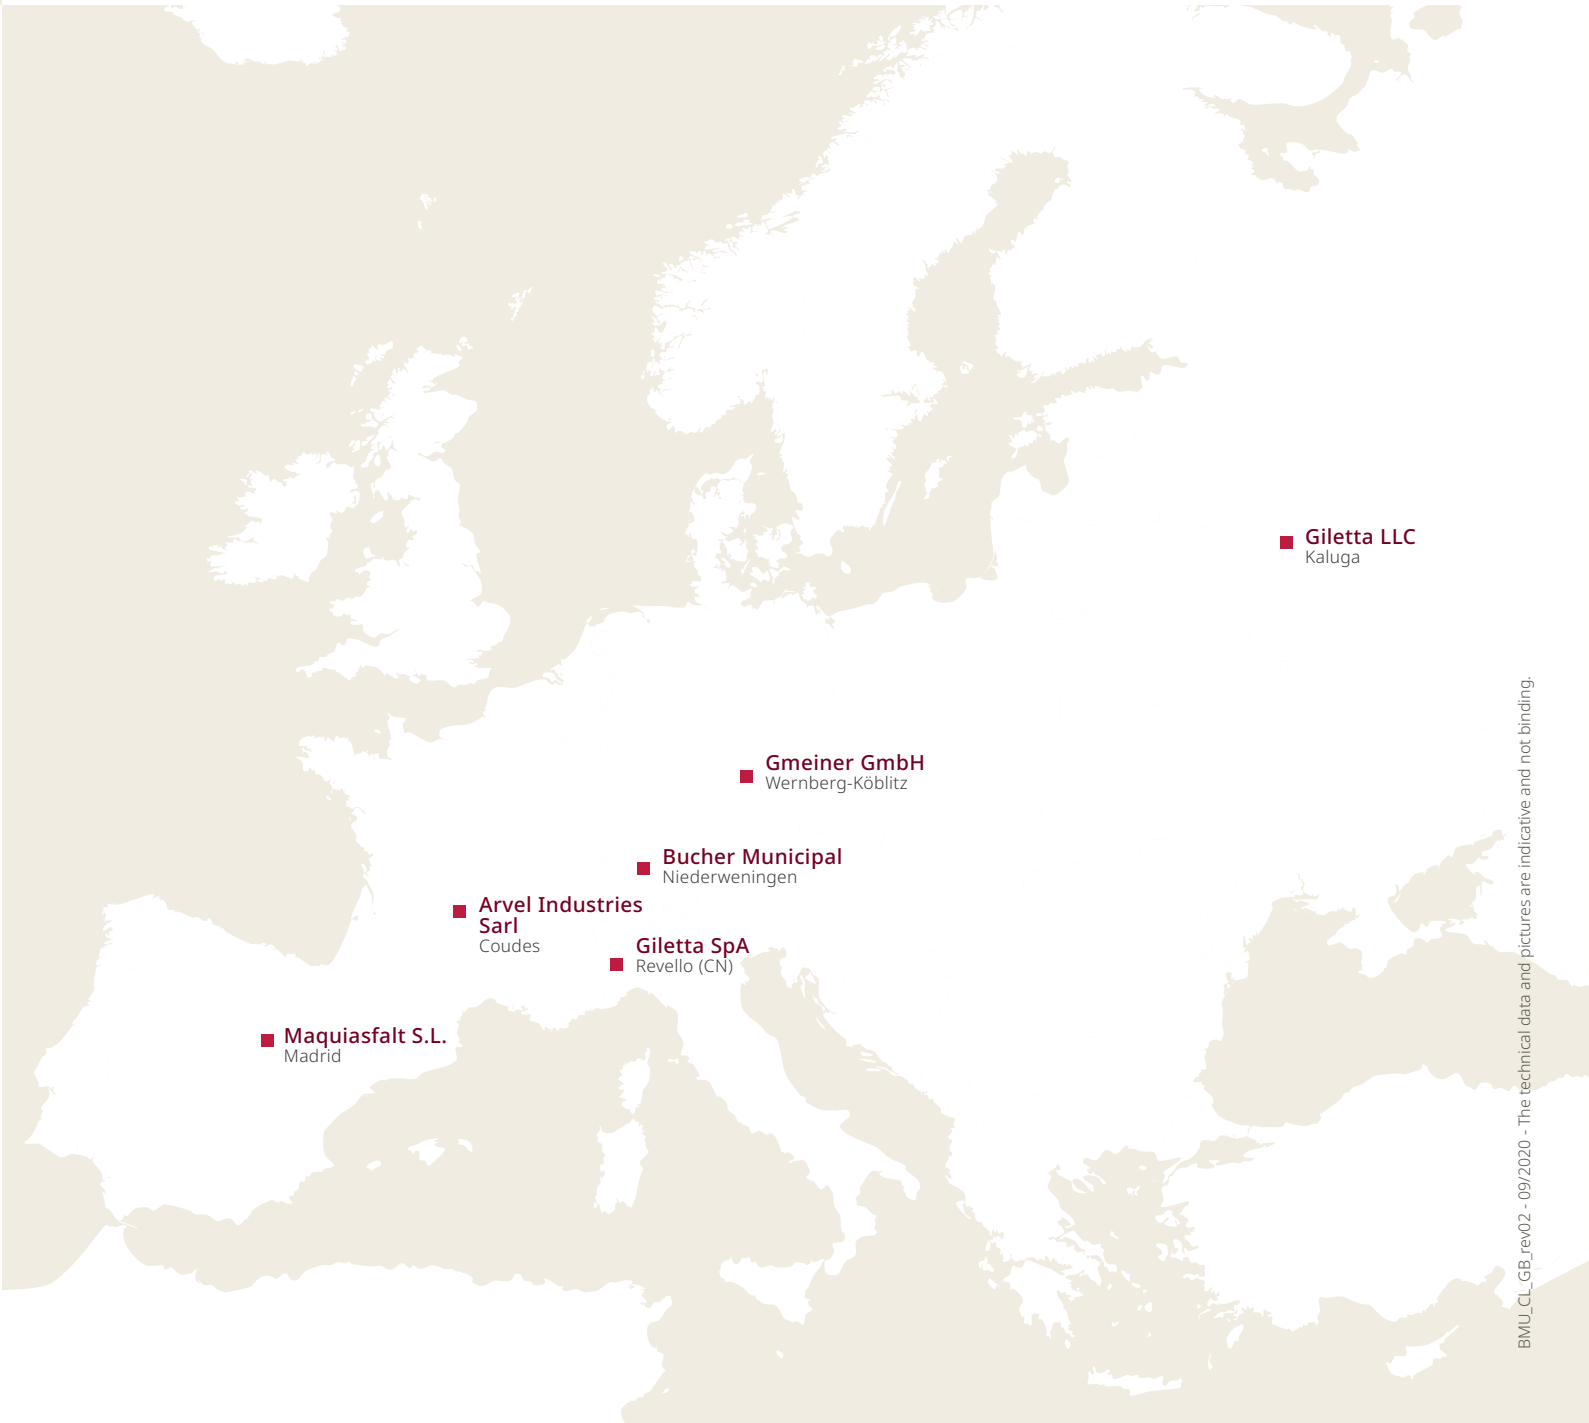 Giletta LLC
Kaluga
Gmeiner GmbH
Wernberg-Köblitz
Bucher Municipal
Niederweningen
Arvel Industries
Sarl
Coudes
Giletta SpA
Revello (CN)
Maquiasfalt S.L.
Madrid
BMU_CL_GB_rev02 - 09/2020 - The technical data and pictures are indicative and not binding.